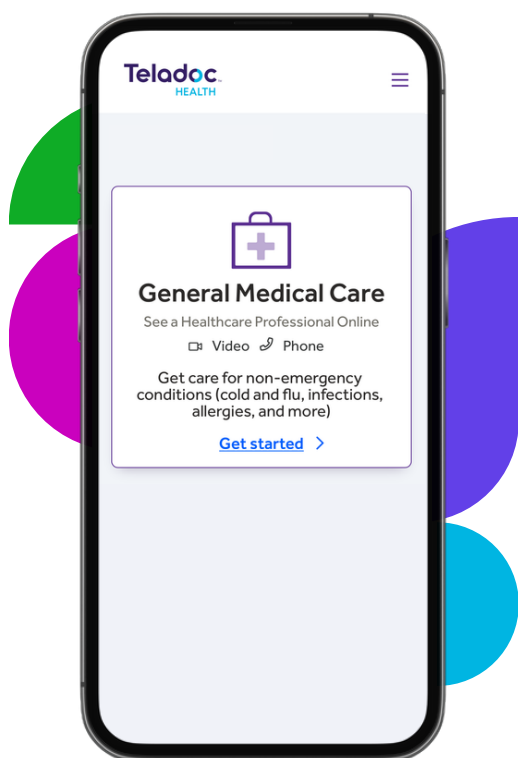 Teladoc
HEALTH
General Medical Care
See a Healthcare Professional Online
Video Phone
Get care for non-emergency
conditions (cold and flu, infections,
allergies, and more)
Get started